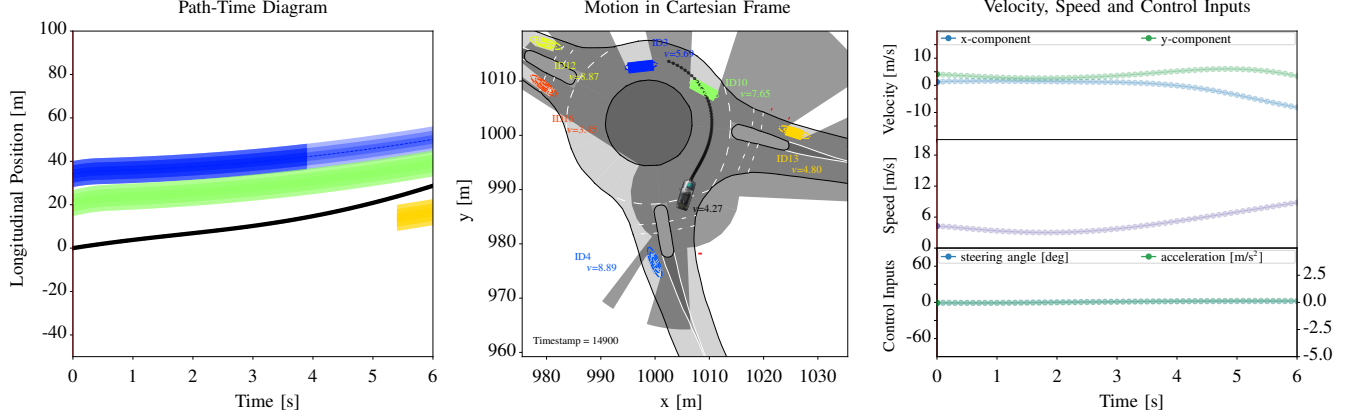 Path-Time Diagram
Longitudinal Position [m]
100
80
60
40
20
0
-20
-40
0
1
2
3
4
5
6
Time [s]
Motion in Cartesian Frame
y [m]
1010
1000
990
980
970
960
ID3
v=5.69
ID12
v=8.87
ID10
v=7.65
v=3.45
ID13
v=4.80
v=4.27
ID4
v=8.89
Timestamp = 14900
980
990
1000
1010
1020
1030
x [m]
Velocity, Speed and Control Inputs
Velocity [m/s]
10
0
-10
x-component
y-component
Speed [m/s]
18
12
6
0
Control Inputs
60
0
-60
steering angle [deg]
acceleration [m/s²]
2.5
0.0
-2.5
-5.0
0
1
2
3
4
5
6
Time [s]